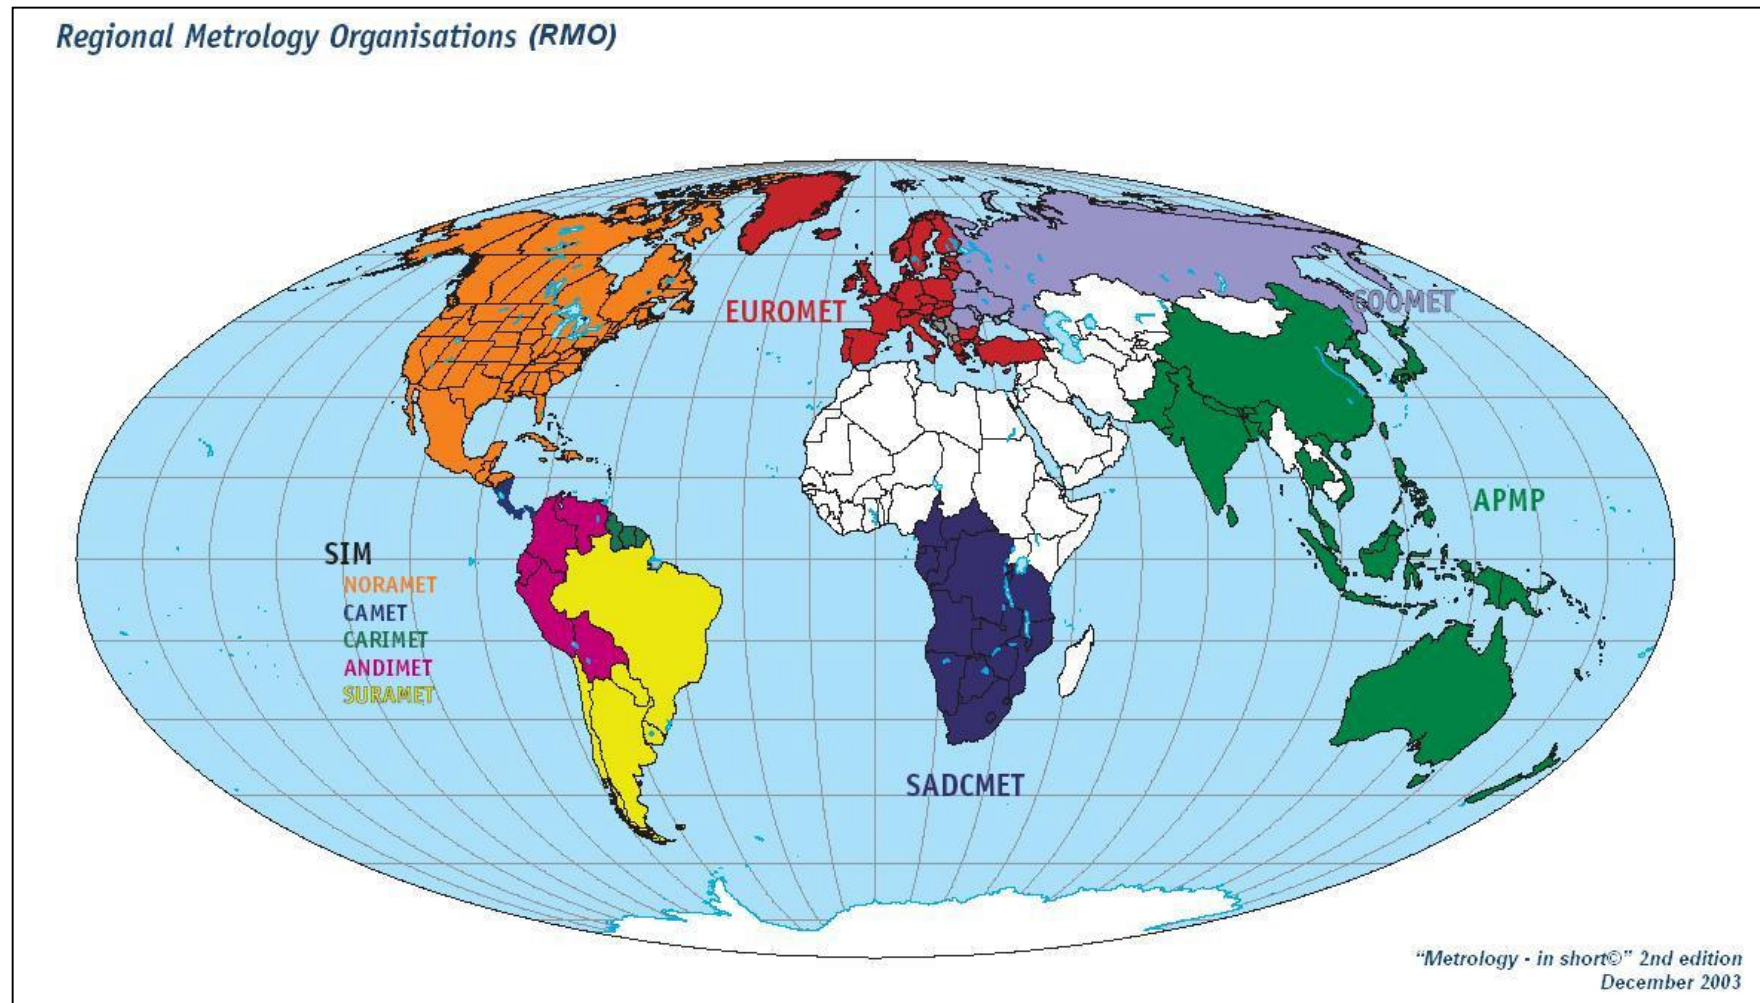 Regional Metrology Organisations (RMO)
EUROMET
COOMET
APMP
SIM
NORAMET
CAMET
CARIMET
ANDIMET
SURAMET
SADCMET
“Metrology - in short©” 2nd edition
December 2003